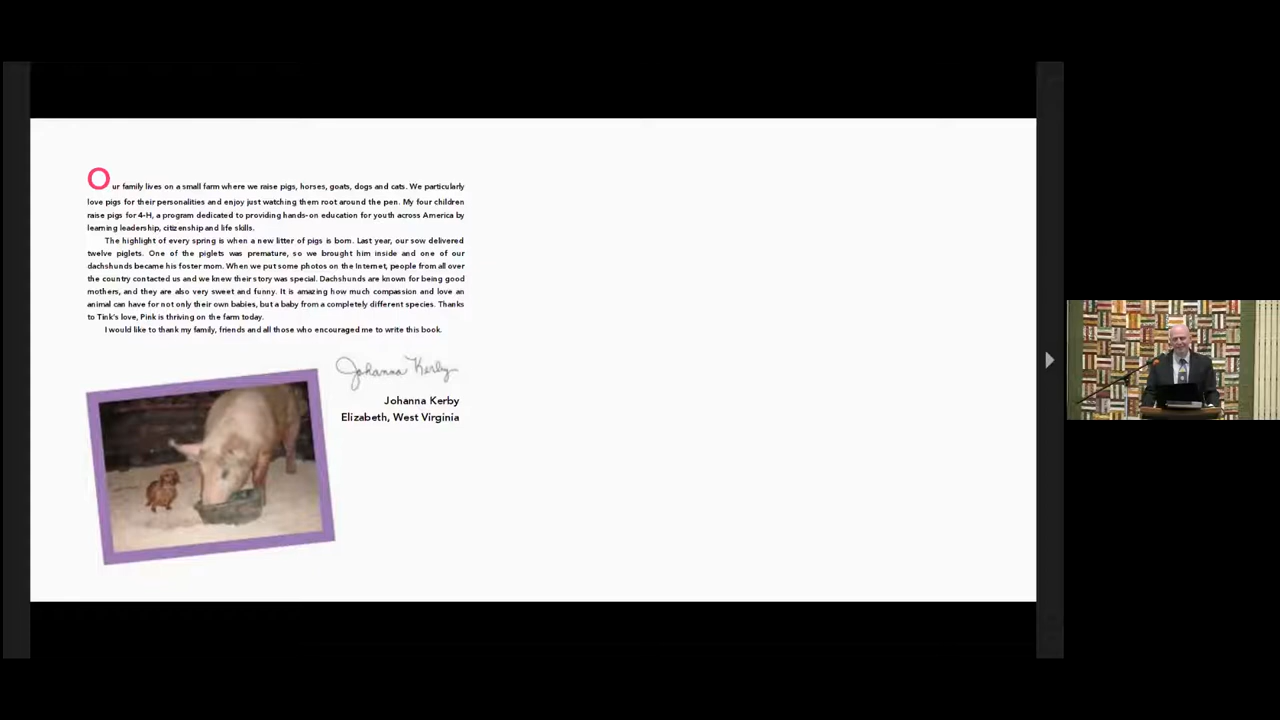 Our family lives on a small farm where we raise pigs, horses, goats, dogs and cats. We particularly
love pigs for their personalities and enjoy just watching them root around the pen. My four children
raise pigs for 4-H, a program dedicated to providing hands-on education for youth across America by
learning leadership, citizenship and life skills.
The highlight of every spring is when a new litter of pigs is born. Last year, our sow delivered
twelve piglets. One of the piglets was premature, so we brought him inside and one of our
dachshunds became his foster mom. When we put some photos on the Internet, people from all over
the country contacted us and we knew their story was special. Dachshunds are known for being good
mothers, and they are also very sweet and funny. It is amazing how much compassion and love an
animal can have for not only their own babies, but a baby from a completely different species. Thanks
to Tink's love, Pink is thriving on the farm today.
I would like to thank my family, friends and all those who encouraged me to write this book.
Johanna Kerby
Johanna Kerby
Elizabeth, West Virginia